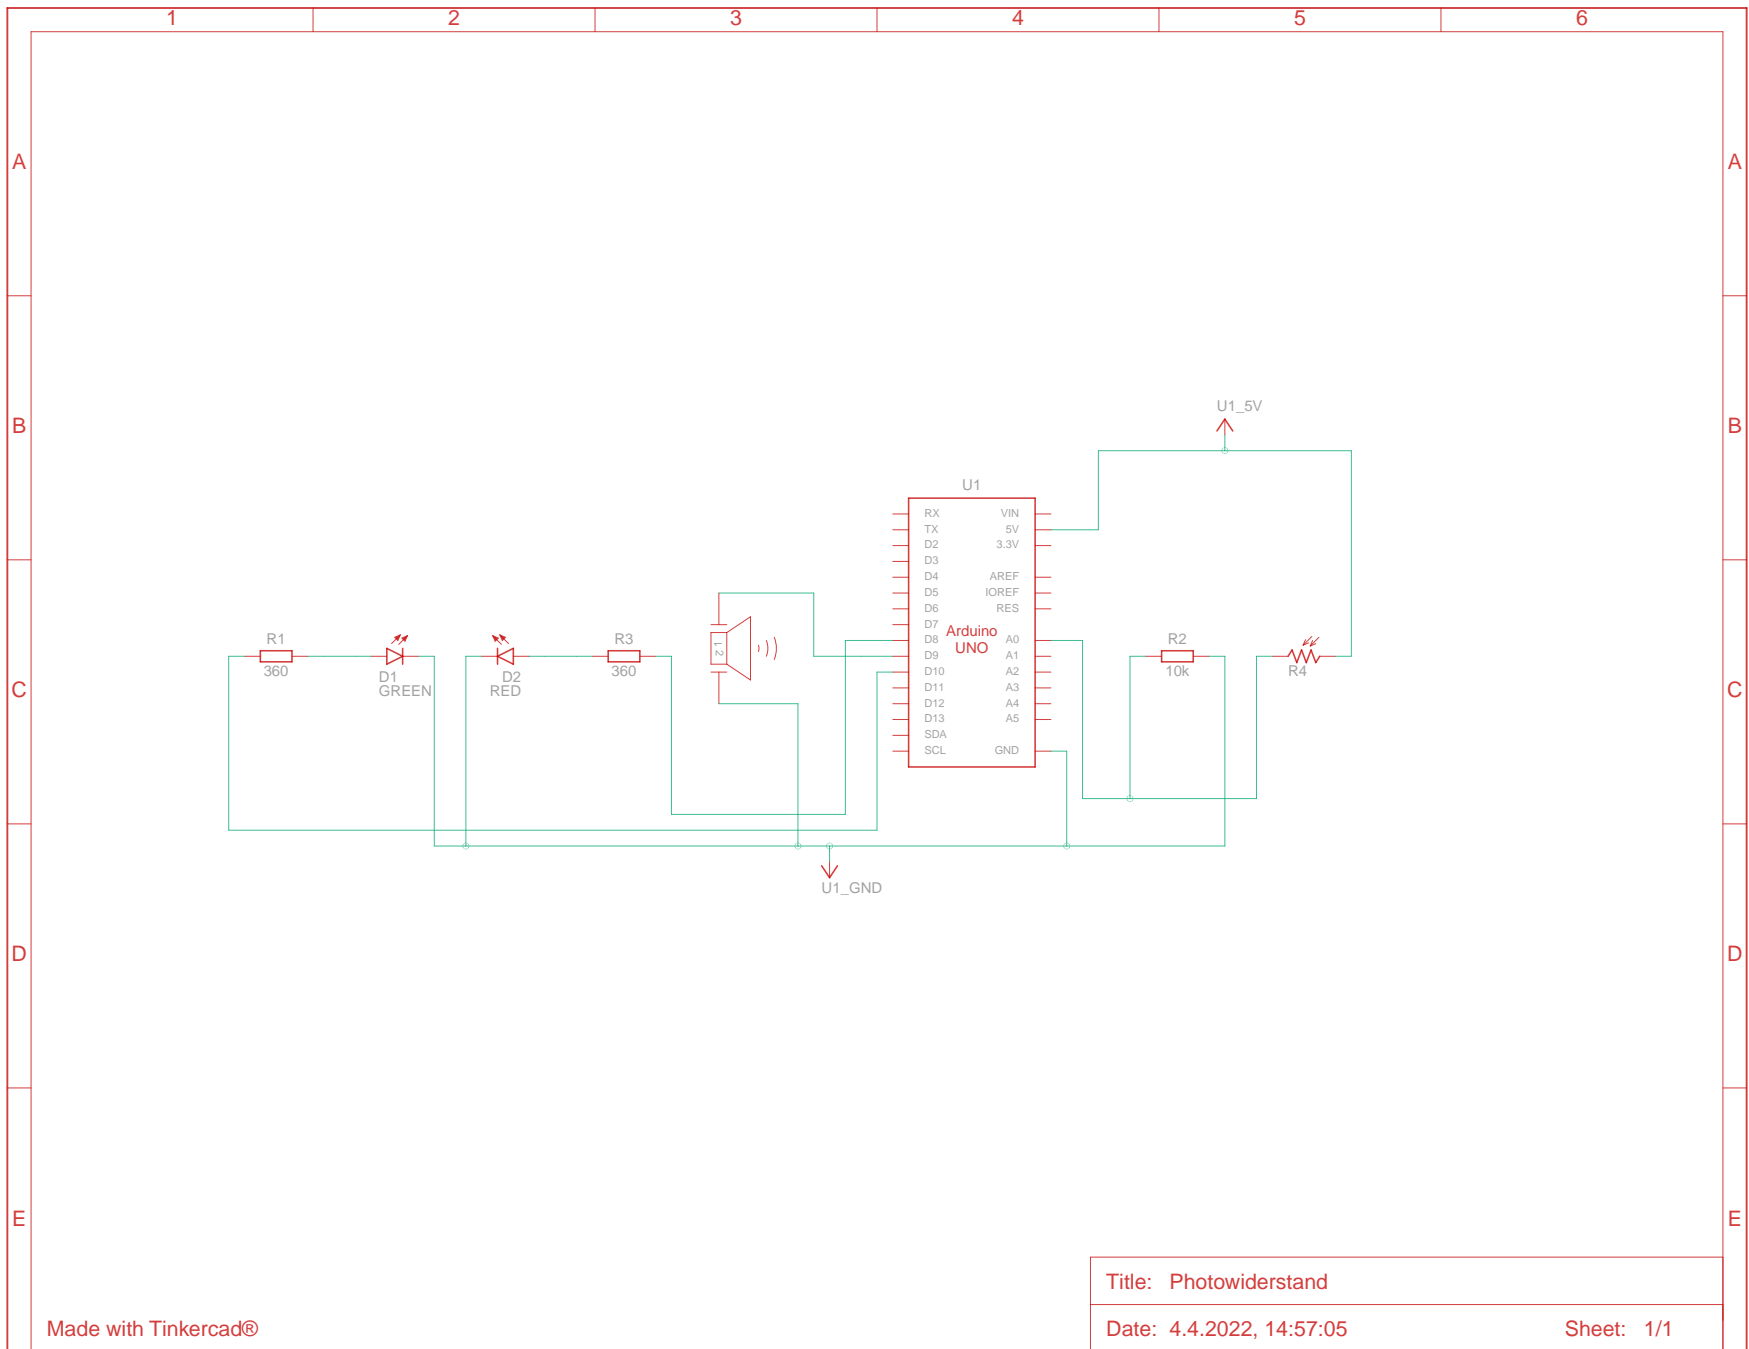 1 2 3 4 5 6
A A
B B
C C
D D
E E
U1_5V
U1
RX VIN
TX 5V
D2 3.3V
D3
D4 AREF
D5 IOREF
D6 RES
D7
D8 A0
D9 A1
D10 A2
D11 A3
D12 A4
D13 A5
SDA
SCL GND
Arduino
UNO
R1
360
D1
GREEN
D2
RED
R3
360
1 2
R2
10k
R4
U1_GND
Title: Photowiderstand
Date: 4.4.2022, 14:57:05 Sheet: 1/1
Made with Tinkercad®